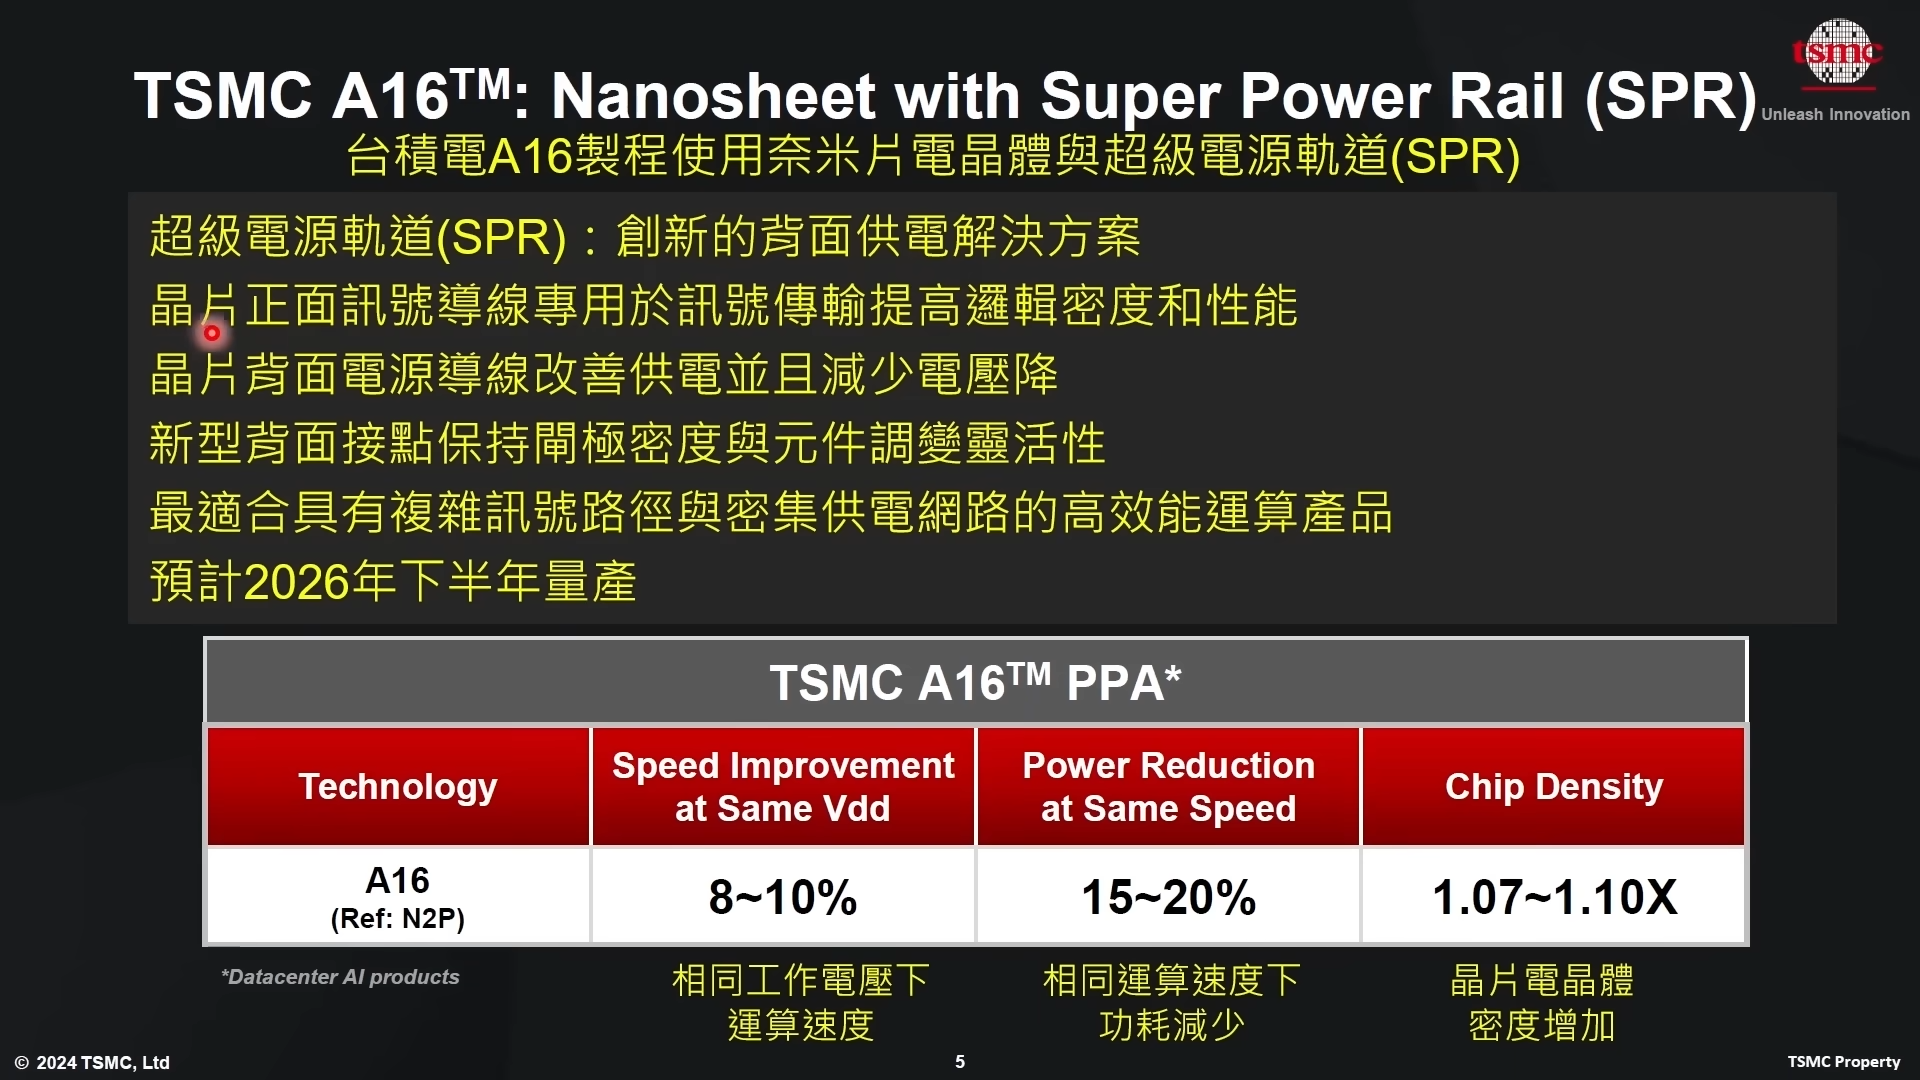 tsmc
TSMC A16™: Nanosheet with Super Power Rail (SPR)
Unleash Innovation
台積電A16製程使用奈米片電晶體與超級電源軌道(SPR)
超級電源軌道(SPR)：創新的背面供電解決方案
晶片正面訊號導線專用於訊號傳輸提高邏輯密度和性能
晶片背面電源導線改善供電並且減少電壓降
新型背面接點保持閘極密度與元件調變靈活性
最適合具有複雜訊號路徑與密集供電網路的高效能運算產品
預計2026年下半年量產
TSMC A16™ PPA*
Technology
Speed Improvement
at Same Vdd
Power Reduction
at Same Speed
Chip Density
A16
(Ref: N2P)
8~10%
15~20%
1.07~1.10X
*Datacenter AI products
相同工作電壓下
運算速度
相同運算速度下
功耗減少
晶片電晶體
密度增加
© 2024 TSMC, Ltd
5
TSMC Property